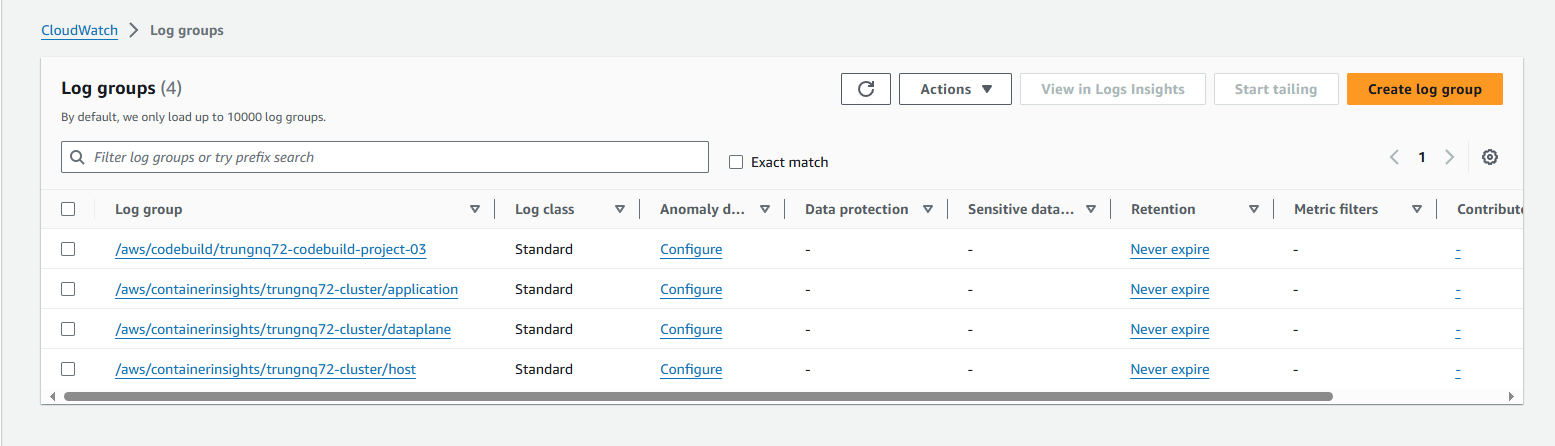 CloudWatch > Log groups
Log groups (4)
Actions
View in Logs Insights
Start tailing
Create log group
By default, we only load up to 10000 log groups.
Filter log groups or try prefix search
Exact match
1
Log group Log class Anomaly d... Data protection Sensitive data... Retention Metric filters Contribut
/aws/codebuild/trungnq72-codebuild-project-03 Standard Configure - - Never expire - -
/aws/containerinsights/trungnq72-cluster/application Standard Configure - - Never expire - -
/aws/containerinsights/trungnq72-cluster/dataplane Standard Configure - - Never expire - -
/aws/containerinsights/trungnq72-cluster/host Standard Configure - - Never expire - -